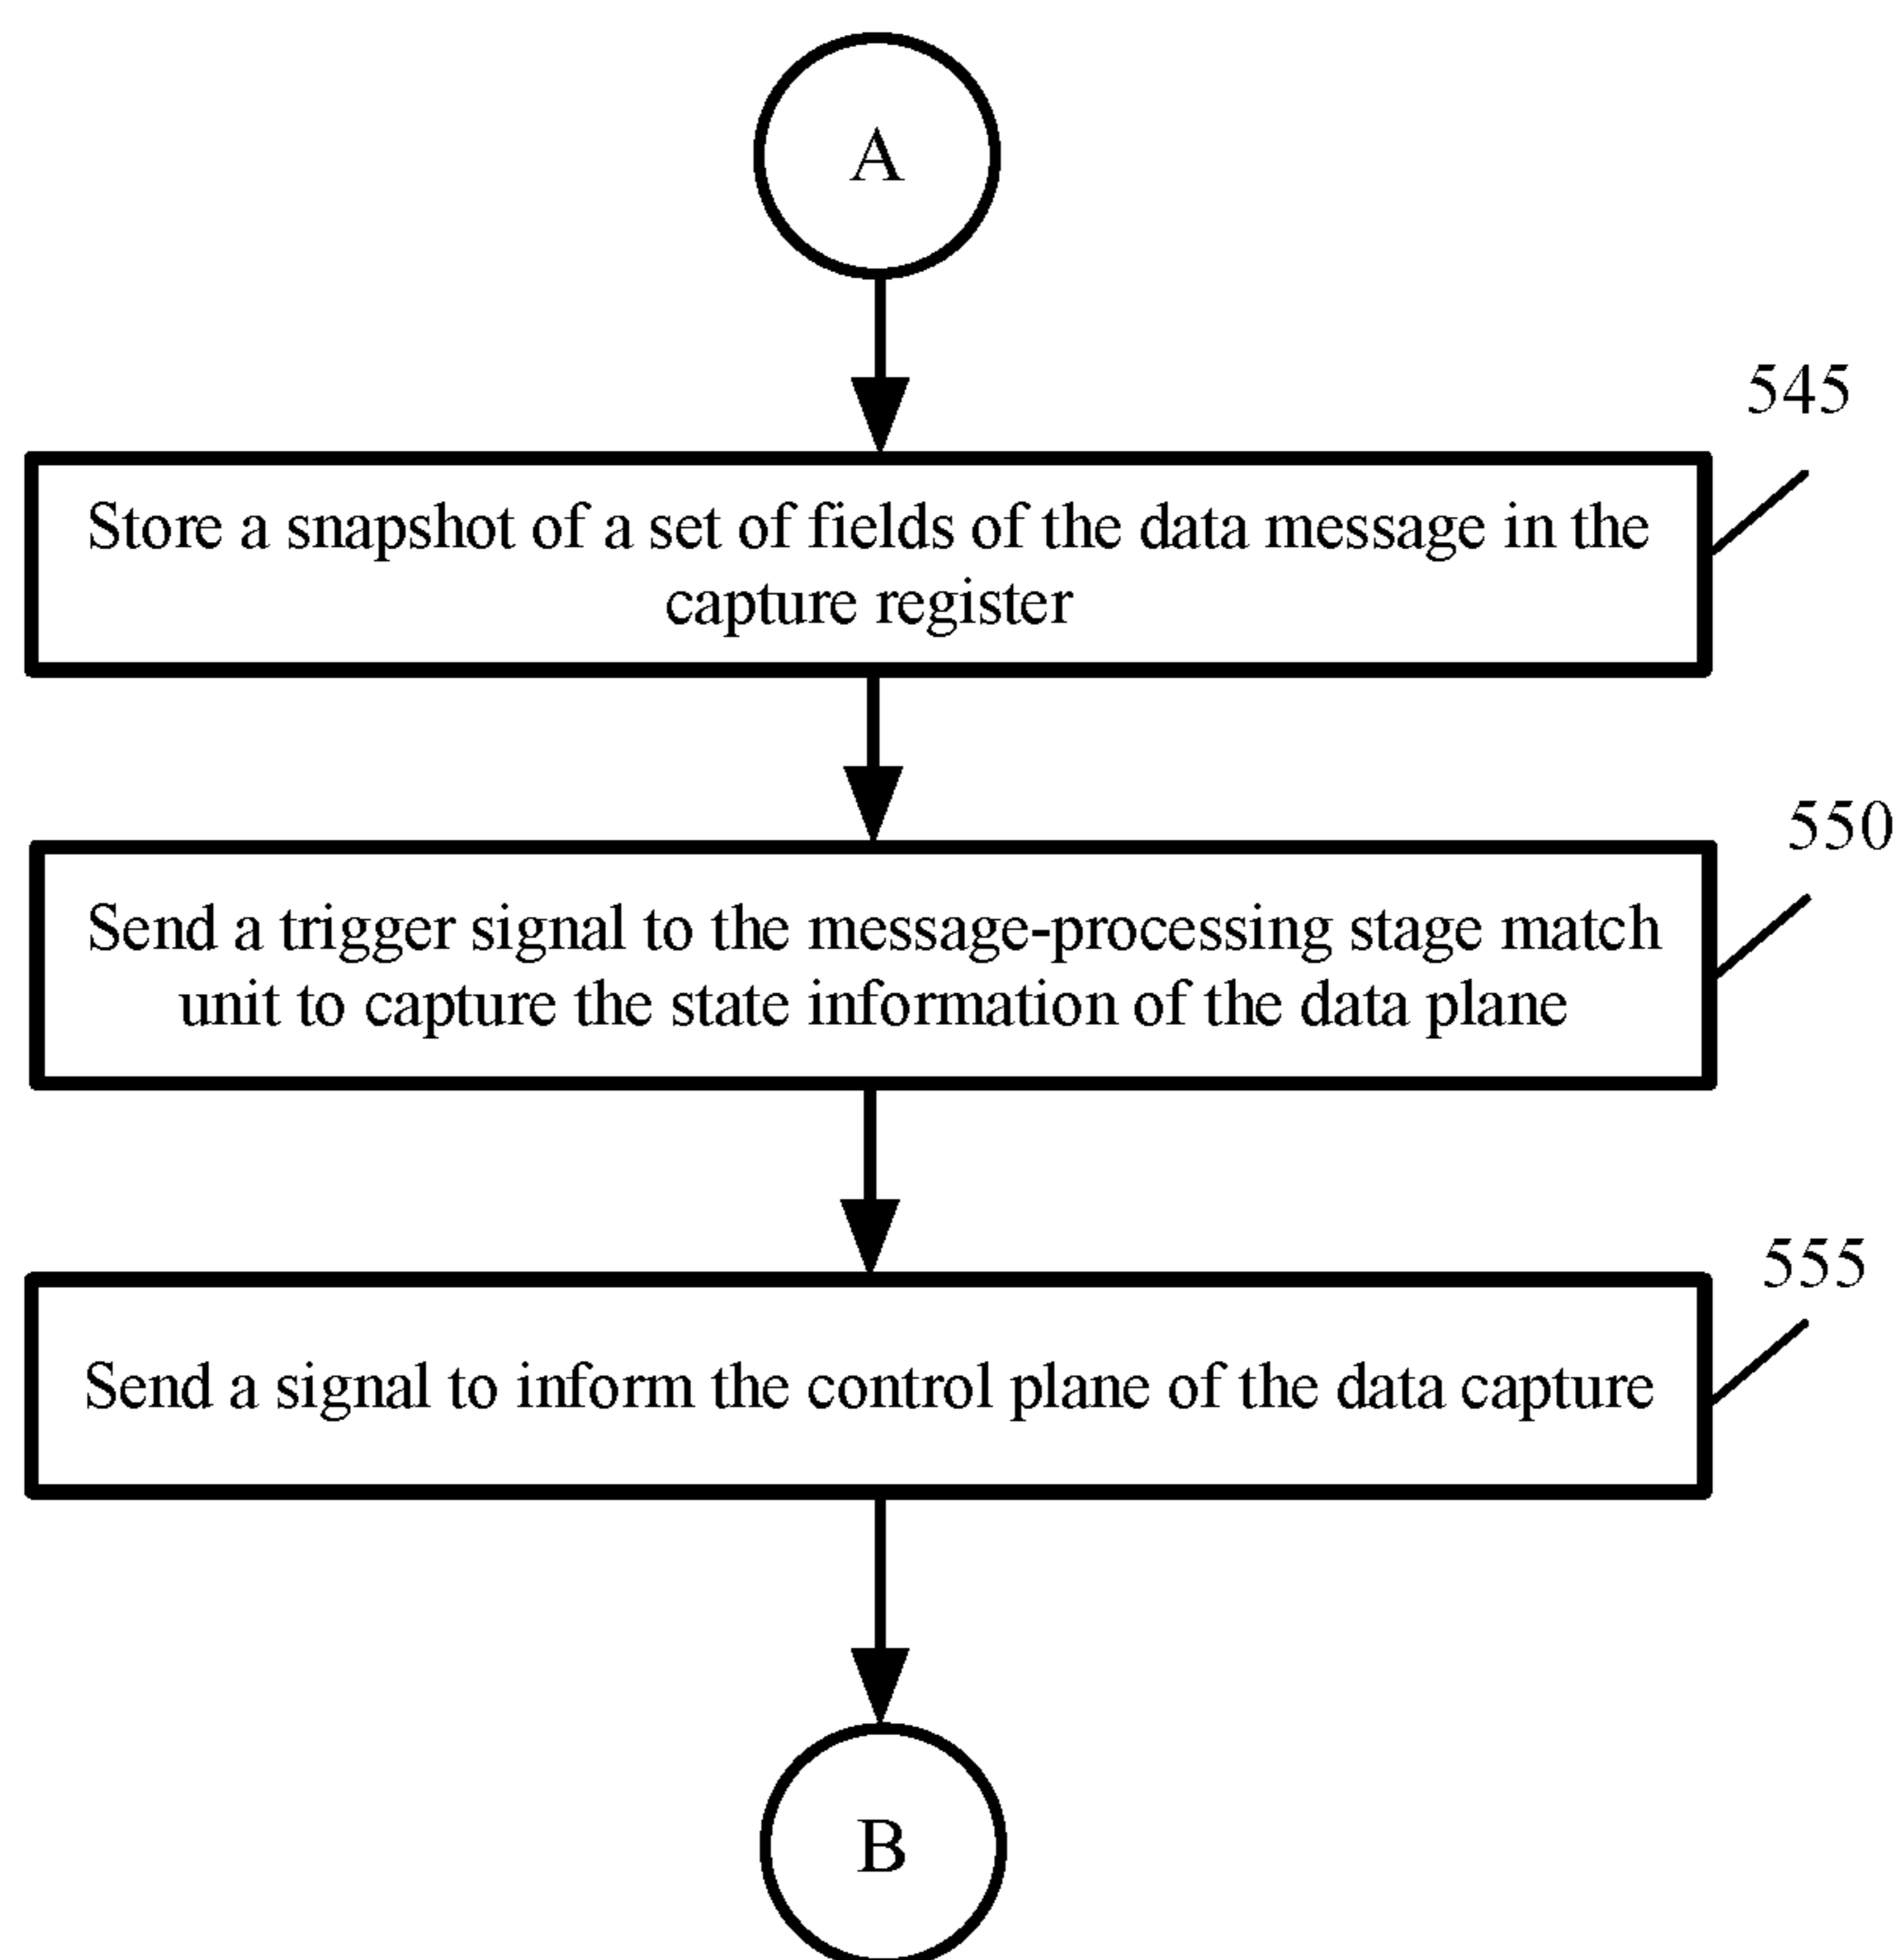 A
545
Store a snapshot of a set of fields of the data message in the
capture register
550
Send a trigger signal to the message-processing stage match
unit to capture the state information of the data plane
555
Send a signal to inform the control plane of the data capture
B